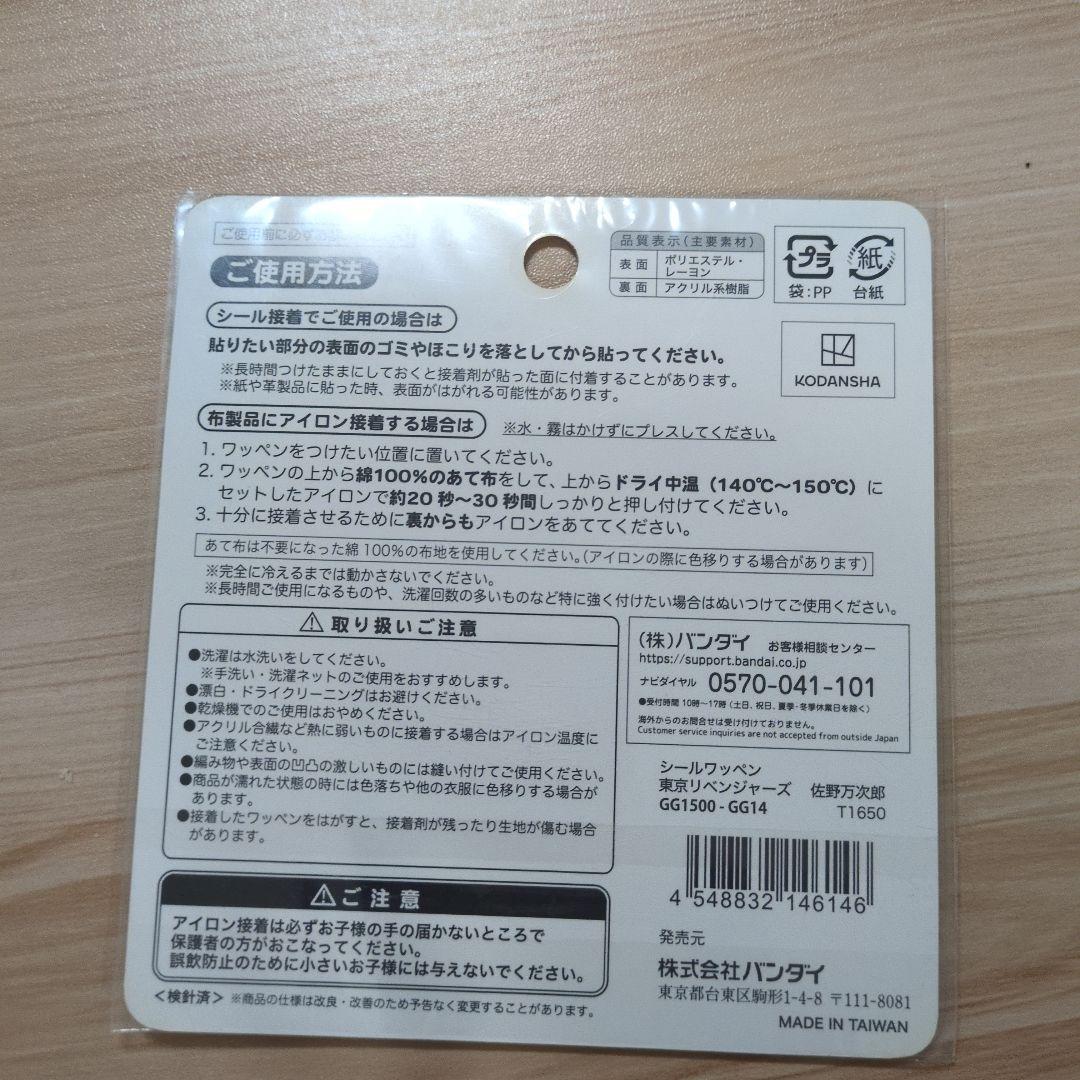 ご使用前に必ずお
ご使用方法
シール接着でご使用の場合は
貼りたい部分の表面のゴミやほこりを落としてから貼ってください。
※長時間つけたままにしておくと接着剤が貼った面に付着することがあります。
※紙や革製品に貼った時、表面がはがれる可能性があります。
布製品にアイロン接着する場合は ※水・霧はかけずにプレスしてください。
1. ワッペンをつけたい位置に置いてください。
2. ワッペンの上から綿100%のあて布をして、上からドライ中温（140℃〜150℃）に
セットしたアイロンで約20秒〜30秒間しっかりと押し付けてください。
3. 十分に接着させるために裏からもアイロンをあててください。
あて布は不要になった綿100%の布地を使用してください。（アイロンの際に色移りする場合があります）
※完全に冷えるまでは動かさないでください。
※長時間ご使用になるものや、洗濯回数の多いものなど特に強く付けたい場合はぬいつけてご使用ください。
品質表示（主要素材）
表面 ポリエステル・
レーヨン
裏面 アクリル系樹脂
プラ 紙
袋:PP 台紙
KODANSHA
⚠取り扱いご注意
●洗濯は水洗いをしてください。
※手洗い・洗濯ネットのご使用をおすすめします。
●漂白・ドライクリーニングはお避けください。
●乾燥機でのご使用はおやめください。
●アクリル合繊など熱に弱いものに接着する場合はアイロン温度に
ご注意ください。
●編み物や表面の凹凸の激しいものには縫い付けてご使用ください。
●商品が濡れた状態の時には色落ちや他の衣服に色移りする場合が
あります。
●接着したワッペンをはがすと、接着剤が残ったり生地が傷む場合
があります。
⚠ご注意
アイロン接着は必ずお子様の手の届かないところで
保護者の方がおこなってください。
誤飲防止のために小さいお子様には与えないでください。
＜検針済＞ ※商品の仕様は改良・改善のため予告なく変更することがあります。
（株）バンダイ お客様相談センター
https://support.bandai.co.jp
ナビダイヤル 0570-041-101
●受付時間 10時〜17時（土日、祝日、夏季・冬季休業日を除く）
海外からのお問合せは受け付けておりません。
Customer service inquiries are not accepted from outside Japan
シールワッペン
東京リベンジャーズ 佐野万次郎
GG1500 - GG14 T1650
4 548832 146146
発売元
株式会社バンダイ
東京都台東区駒形1-4-8 〒111-8081
MADE IN TAIWAN